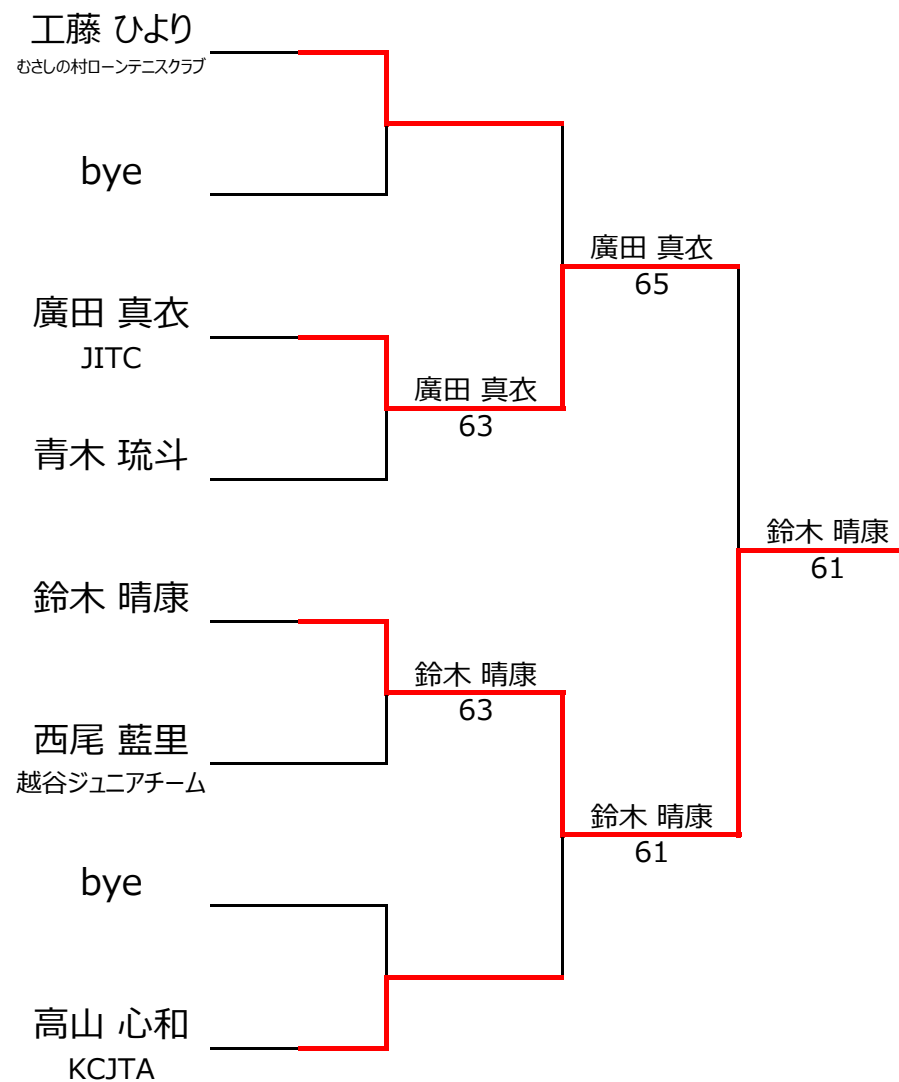 工藤 ひより
むさしの村ローンテニスクラブ
bye
廣田 真衣
65
廣田 真衣
JITC
廣田 真衣
63
青木 琉斗
鈴木 晴康
61
鈴木 晴康
鈴木 晴康
63
西尾 藍里
越谷ジュニアチーム
鈴木 晴康
61
bye
高山 心和
KCJTA